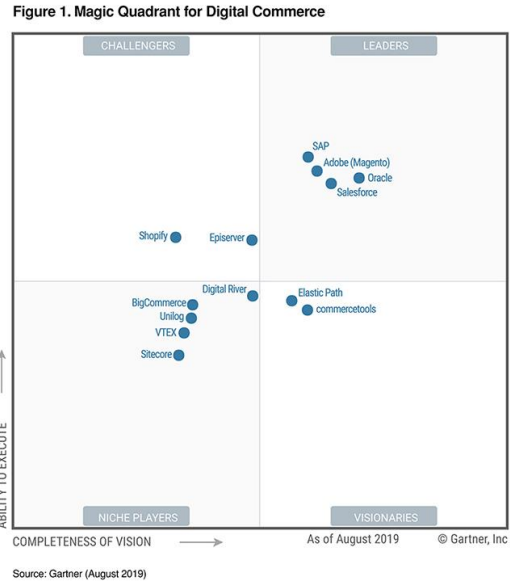 Figure 1. Magic Quadrant for Digital Commerce
CHALLENGERS
LEADERS
SAP
Adobe (Magento)
Oracle
Salesforce
Shopify
Episerver
Digital River
Elastic Path
BigCommerce
commercetools
Unilog
VTEX
Sitecore
ABILITY TO EXECUTE
NICHE PLAYERS
VISIONARIES
COMPLETENESS OF VISION
As of August 2019
© Gartner, Inc
Source: Gartner (August 2019)